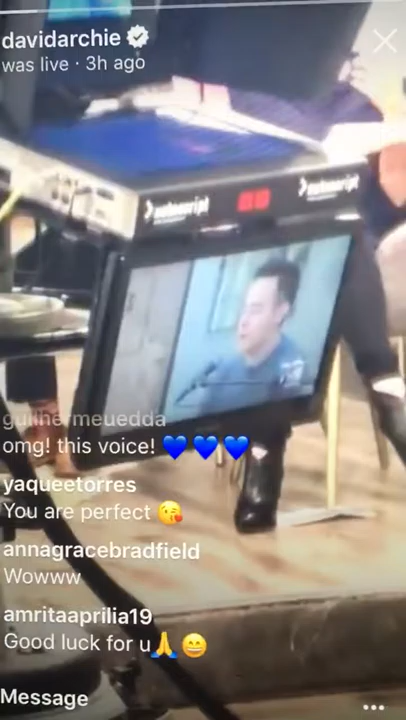 davidarchie
was live · 3h ago
autoscript
autoscript
guilhermeuedda
omg! this voice! 💙 💙 💙
yaqueetorres
You are perfect 😘
annagracebradfield
Wowww
amritaaprilia19
Good luck for u🙏😄
Message